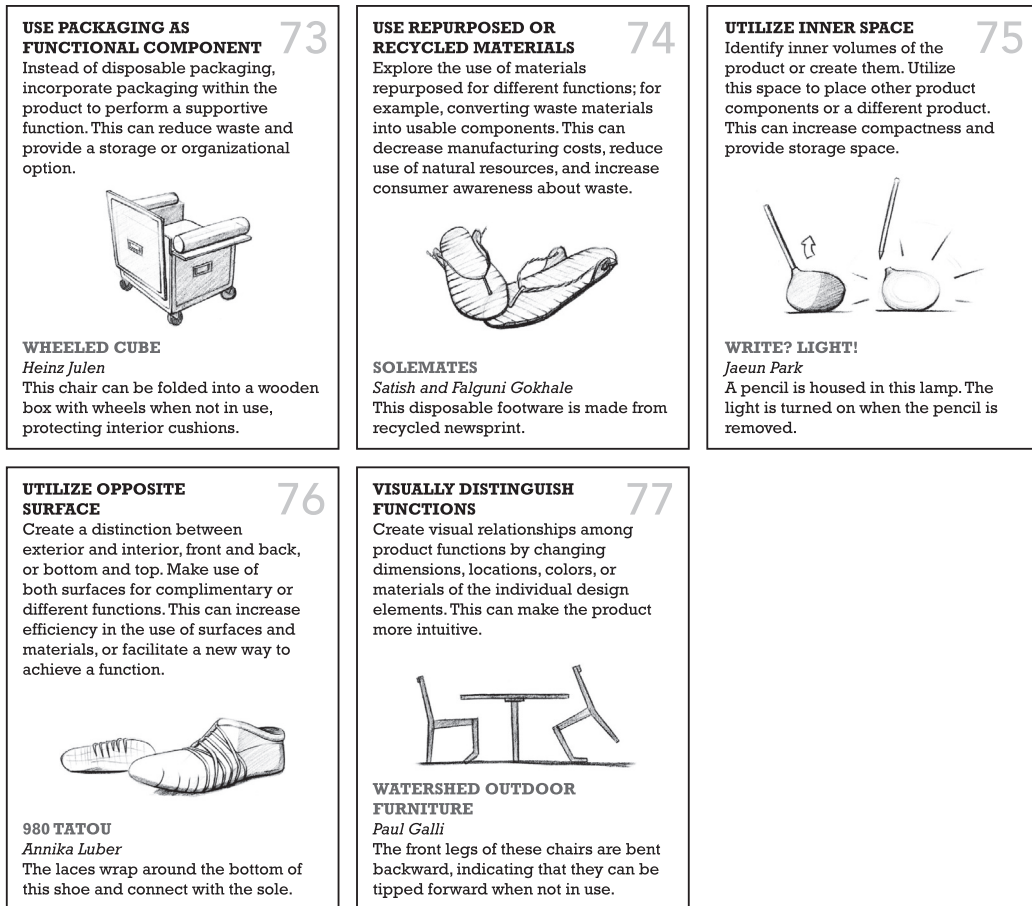 USE PACKAGING AS
FUNCTIONAL COMPONENT
73
Instead of disposable packaging,
incorporate packaging within the
product to perform a supportive
function. This can reduce waste and
provide a storage or organizational
option.
WHEELED CUBE
Heinz Julen
This chair can be folded into a wooden
box with wheels when not in use,
protecting interior cushions.
USE REPURPOSED OR
RECYCLED MATERIALS
74
Explore the use of materials
repurposed for different functions; for
example, converting waste materials
into usable components. This can
decrease manufacturing costs, reduce
use of natural resources, and increase
consumer awareness about waste.
SOLEMATES
Satish and Falguni Gokhale
This disposable footware is made from
recycled newsprint.
UTILIZE INNER SPACE
75
Identify inner volumes of the
product or create them. Utilize
this space to place other product
components or a different product.
This can increase compactness and
provide storage space.
WRITE? LIGHT!
Jaeun Park
A pencil is housed in this lamp. The
light is turned on when the pencil is
removed.
UTILIZE OPPOSITE
SURFACE
76
Create a distinction between
exterior and interior, front and back,
or bottom and top. Make use of
both surfaces for complimentary or
different functions. This can increase
efficiency in the use of surfaces and
materials, or facilitate a new way to
achieve a function.
980 TATOU
Annika Luber
The laces wrap around the bottom of
this shoe and connect with the sole.
VISUALLY DISTINGUISH
FUNCTIONS
77
Create visual relationships among
product functions by changing
dimensions, locations, colors, or
materials of the individual design
elements. This can make the product
more intuitive.
WATERSHED OUTDOOR
FURNITURE
Paul Galli
The front legs of these chairs are bent
backward, indicating that they can be
tipped forward when not in use.